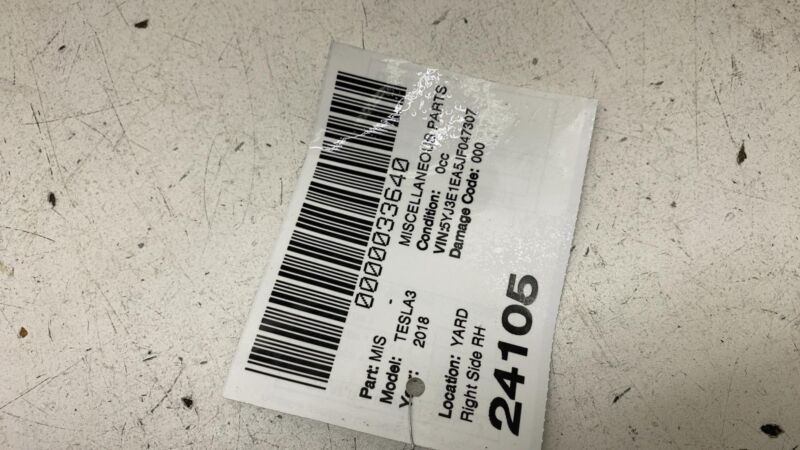 0000033640
Part: MIS - MISCELLANEOUS PARTS
Model: TESLA3 Condition: 0cc
2018 VIN:5YJ3E1EA5JF047307
Damage Code: 000
Location: YARD
Right Side RH
24105